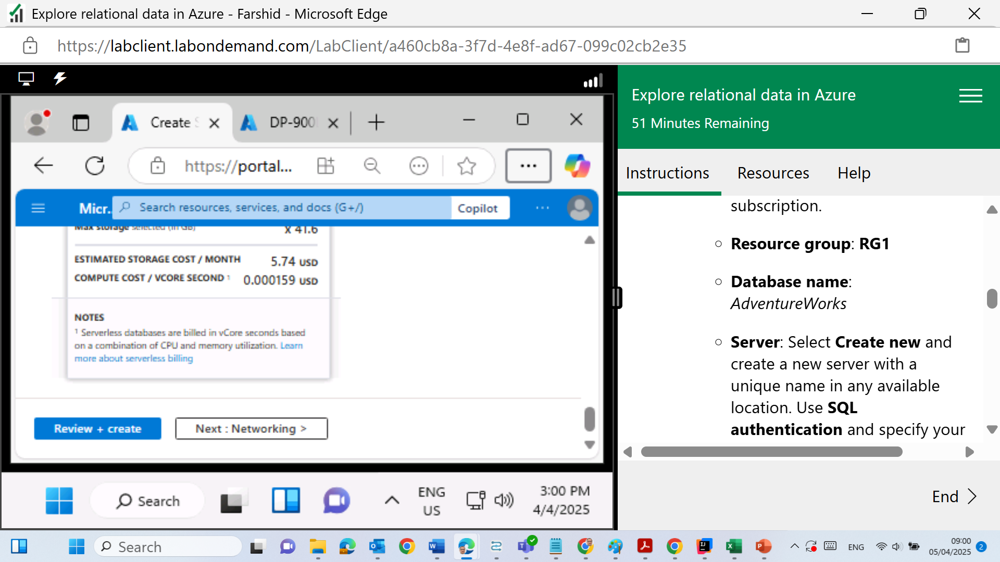 Explore relational data in Azure - Farshid - Microsoft Edge
https://labclient.labondemand.com/LabClient/a460cb8a-3f7d-4e8f-ad67-099c02cb2e35
Create S
DP-900
https://portal...
Micr..
Search resources, services, and docs (G+/)
Copilot
Max storage selected (in GB)
X 41.6
ESTIMATED STORAGE COST / MONTH
5.74 USD
COMPUTE COST / VCORE SECOND 1
0.000159 USD
NOTES
1 Serverless databases are billed in vCore seconds based
on a combination of CPU and memory utilization. Learn
more about serverless billing
Review + create
Next : Networking >
Search
ENG
US
3:00 PM
4/4/2025
Explore relational data in Azure
51 Minutes Remaining
Instructions
Resources
Help
subscription.
Resource group: RG1
Database name:
AdventureWorks
Server: Select Create new and
create a new server with a
unique name in any available
location. Use SQL
authentication and specify your
End
Search
ENG
09:00
05/04/2025
2